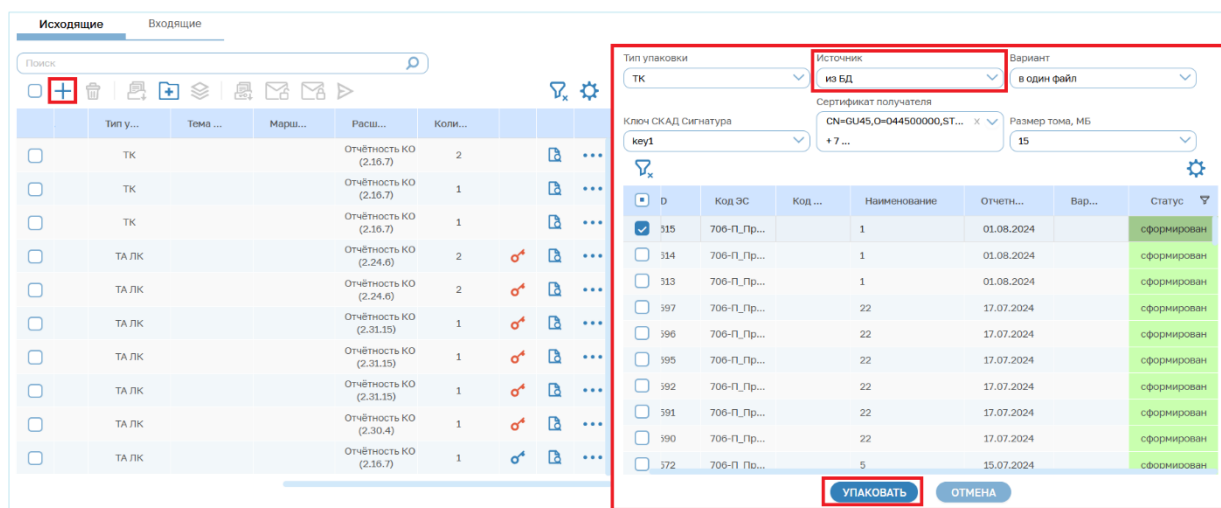 Исходящие Входящие
Поиск
Тип у... Тема ... Марш... Расш... Коли...
ТК Отчётность КО (2.16.7) 2
ТК Отчётность КО (2.16.7) 1
ТК Отчётность КО (2.16.7) 1
ТА ЛК Отчётность КО (2.24.6) 2
ТА ЛК Отчётность КО (2.24.6) 2
ТА ЛК Отчётность КО (2.31.15) 1
ТА ЛК Отчётность КО (2.31.15) 1
ТА ЛК Отчётность КО (2.31.15) 1
ТА ЛК Отчётность КО (2.30.4) 1
ТА ЛК Отчётность КО (2.16.7) 1
Тип упаковки Источник Вариант
ТК из БД в один файл
Сертификат получателя
Ключ СКАД Сигнатура CN=GU45,O=044500000,ST... x Размер тома, МБ
key1 + 7 ... 15
D Код ЭС Код ... Наименование Отчетн... Вар... Статус
515 706-П_Пр... 1 01.08.2024 сформирован
514 706-П_Пр... 1 01.08.2024 сформирован
513 706-П_Пр... 1 01.08.2024 сформирован
597 706-П_Пр... 22 17.07.2024 сформирован
596 706-П_Пр... 22 17.07.2024 сформирован
595 706-П_Пр... 22 17.07.2024 сформирован
592 706-П_Пр... 22 17.07.2024 сформирован
591 706-П_Пр... 22 17.07.2024 сформирован
590 706-П_Пр... 22 17.07.2024 сформирован
572 706-П_Пр... 5 15.07.2024 сформирован
УПАКОВАТЬ ОТМЕНА